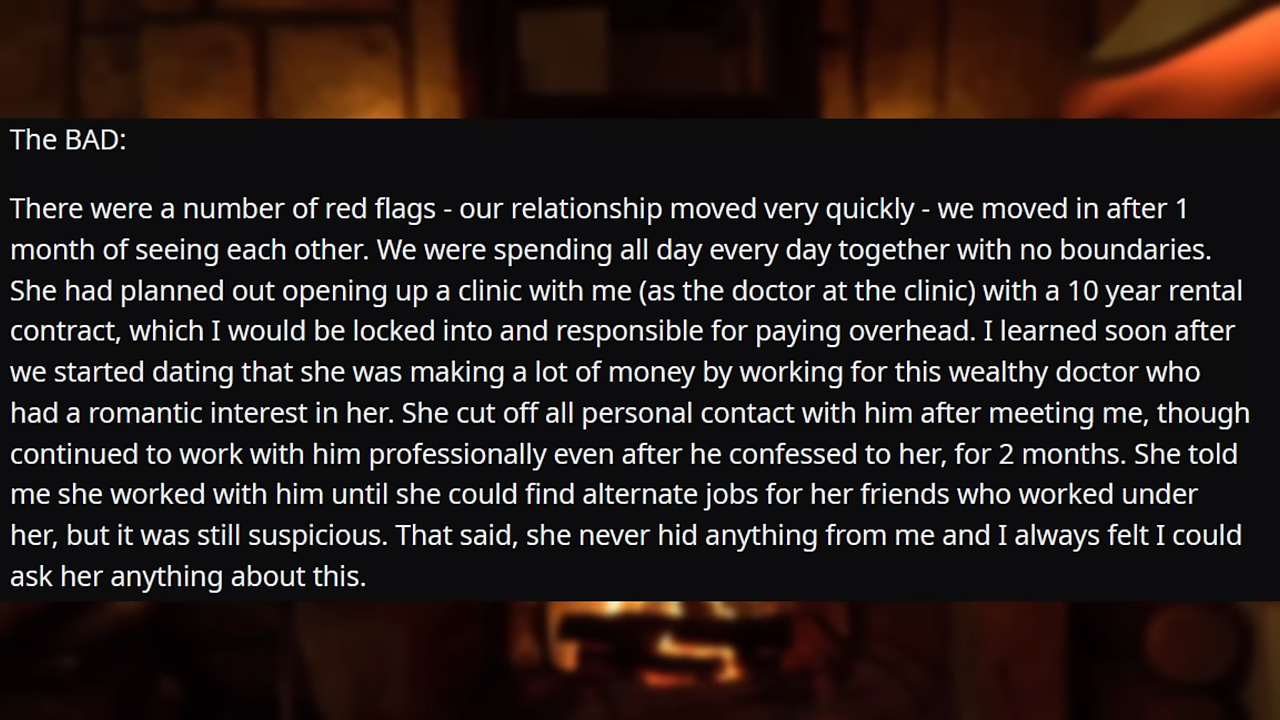 The BAD:
There were a number of red flags - our relationship moved very quickly - we moved in after 1
month of seeing each other. We were spending all day every day together with no boundaries.
She had planned out opening up a clinic with me (as the doctor at the clinic) with a 10 year rental
contract, which I would be locked into and responsible for paying overhead. I learned soon after
we started dating that she was making a lot of money by working for this wealthy doctor who
had a romantic interest in her. She cut off all personal contact with him after meeting me, though
continued to work with him professionally even after he confessed to her, for 2 months. She told
me she worked with him until she could find alternate jobs for her friends who worked under
her, but it was still suspicious. That said, she never hid anything from me and I always felt I could
ask her anything about this.